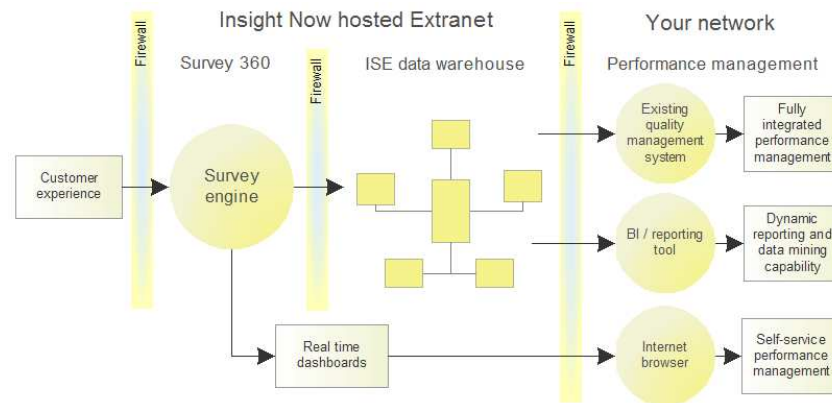 Insight Now hosted Extranet
Your network
Firewall
Survey 360
Firewall
ISE data warehouse
Firewall
Performance management
Customer
experience
Survey
engine
Existing
quality
management
system
Fully
integrated
performance
management
BI / reporting
tool
Dynamic
reporting and
data mining
capability
Real time
dashboards
Internet
browser
Self-service
performance
management